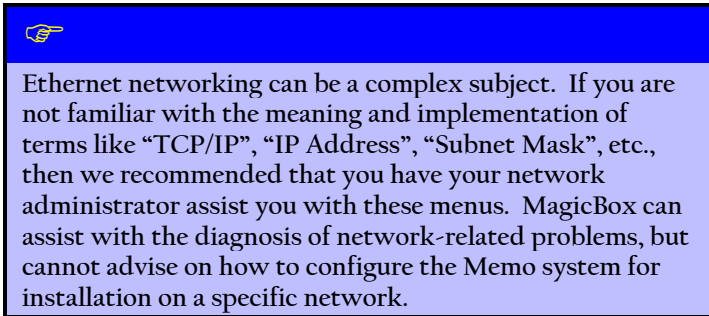 Ethernet networking can be a complex subject.  If you are
not familiar with the meaning and implementation of
terms like “TCP/IP”, “IP Address”, “Subnet Mask”, etc.,
then we recommended that you have your network
administrator assist you with these menus.  MagicBox can
assist with the diagnosis of network-related problems, but
cannot advise on how to configure the Memo system for
installation on a specific network.